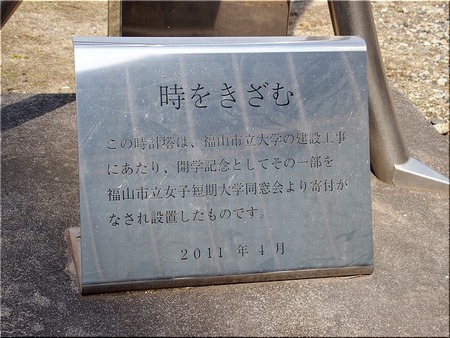 時をきざむ
この時計塔は、福山市立大学の建設工事
にあたり、開学記念としてその一部を
福山市立女子短期大学同窓会より寄付が
なされ設置したものです。
2011 年 4 月